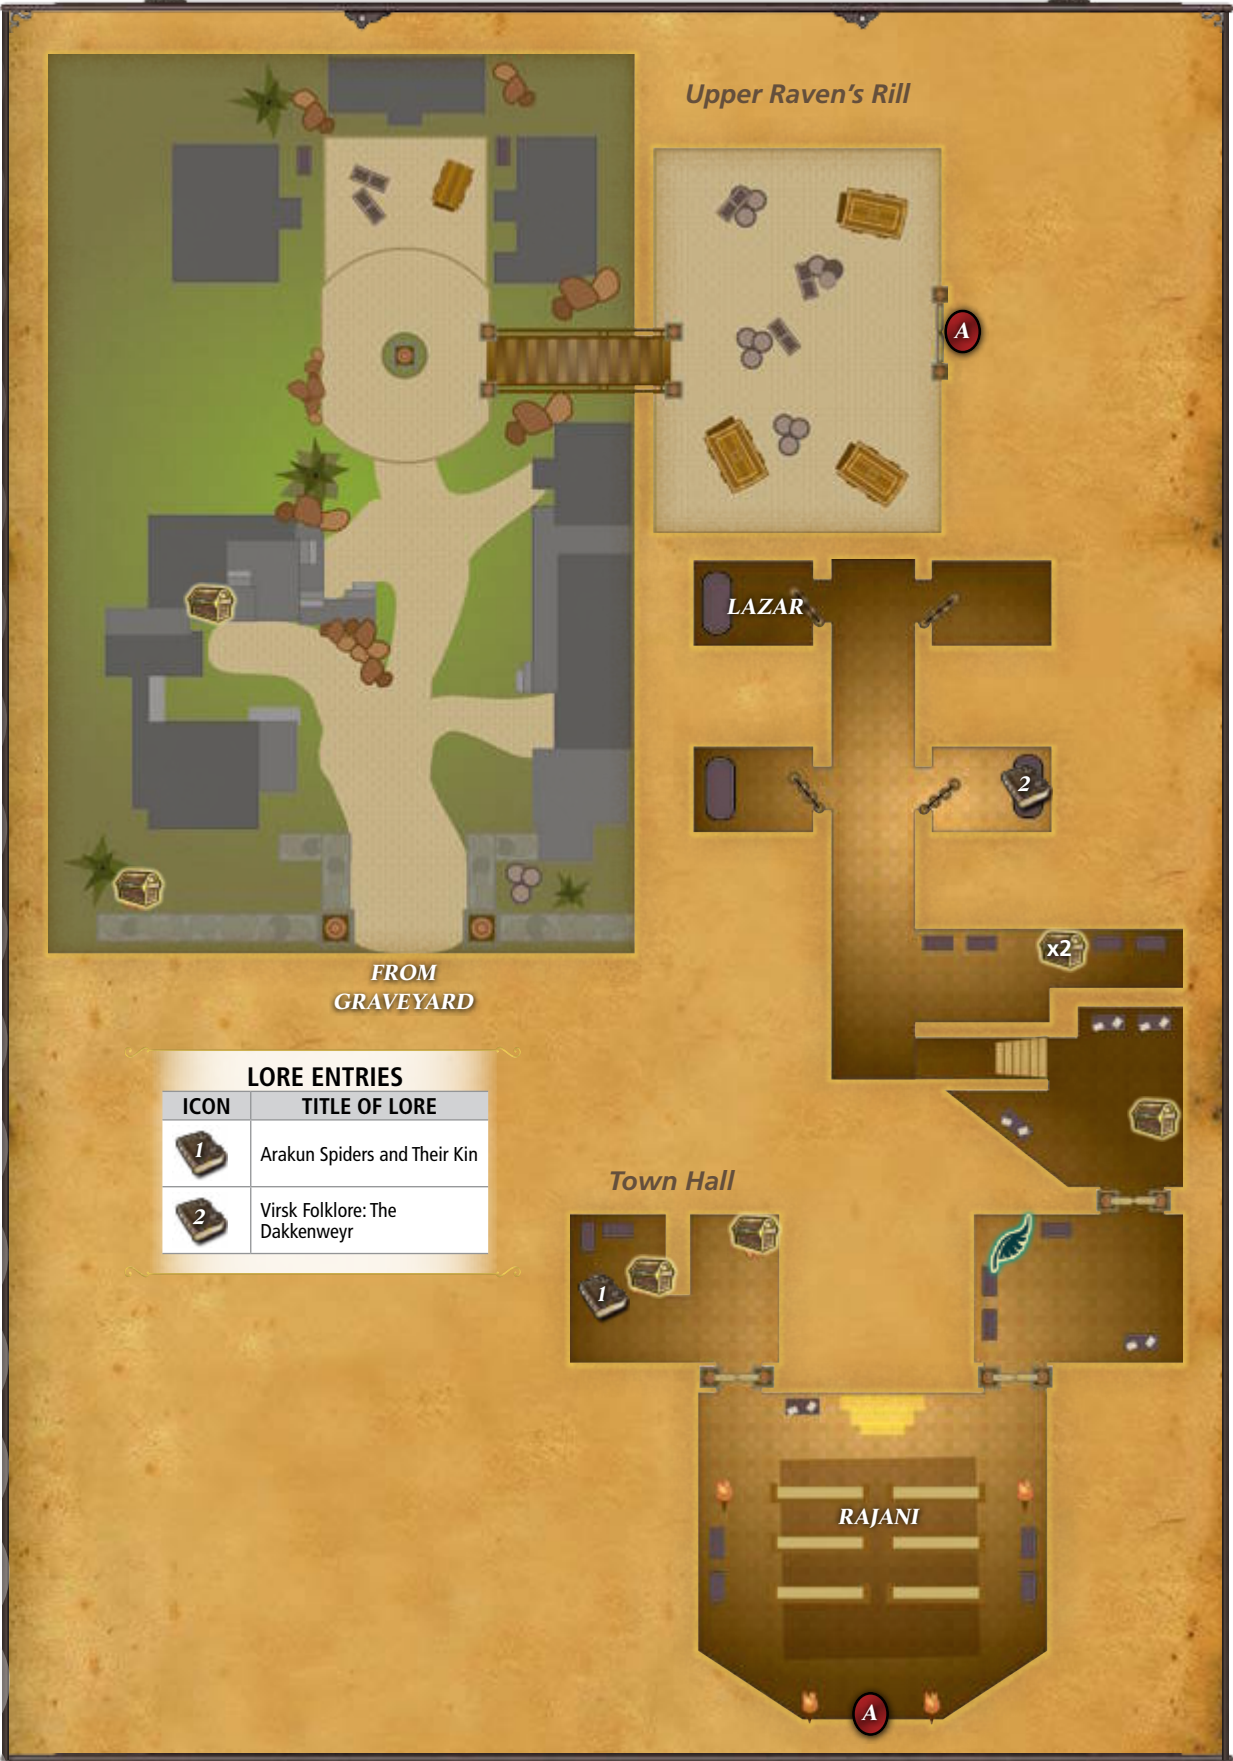 Upper Raven's Rill
A
LAZAR
2
x2
FROM
GRAVEYARD
LORE ENTRIES
ICON TITLE OF LORE
1 Arakun Spiders and Their Kin
2 Virsk Folklore: The
Dakkenweyr
Town Hall
1
RAJANI
A